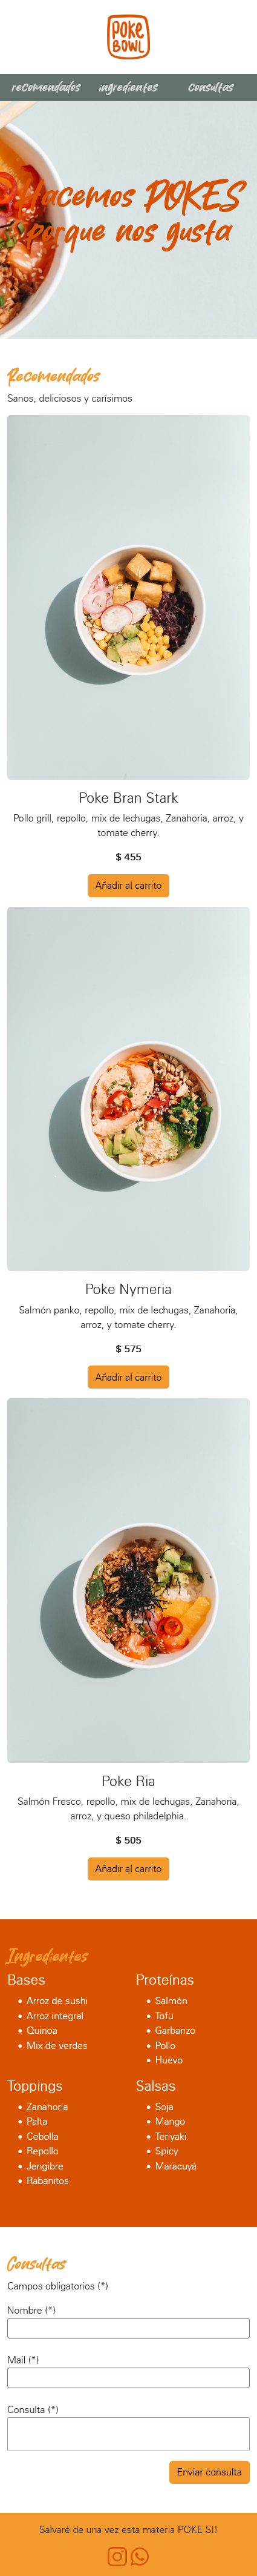 POKE
BOWL
recomendados ingredientes Consultas
Hacemos POKES
porque nos gusta
Recomendados
Sanos, deliciosos y carísimos
Poke Bran Stark
Pollo grill, repollo, mix de lechugas, Zanahoria, arroz, y
tomate cherry.
$ 455
Añadir al carrito
Poke Nymeria
Salmón panko, repollo, mix de lechugas, Zanahoria,
arroz, y tomate cherry.
$ 575
Añadir al carrito
Poke Ria
Salmón Fresco, repollo, mix de lechugas, Zanahoria,
arroz, y queso philadelphia.
$ 505
Añadir al carrito
Ingredientes
Bases
Arroz de sushi
Arroz integral
Quinoa
Mix de verdes
Proteínas
Salmón
Tofu
Garbanzo
Pollo
Huevo
Toppings
Zanahoria
Palta
Cebolla
Repollo
Jengibre
Rabanitos
Salsas
Soja
Mango
Teriyaki
Spicy
Maracuyá
Consultas
Campos obligatorios (*)
Nombre (*)
Mail (*)
Consulta (*)
Enviar consulta
Salvaré de una vez esta materia POKE SI!